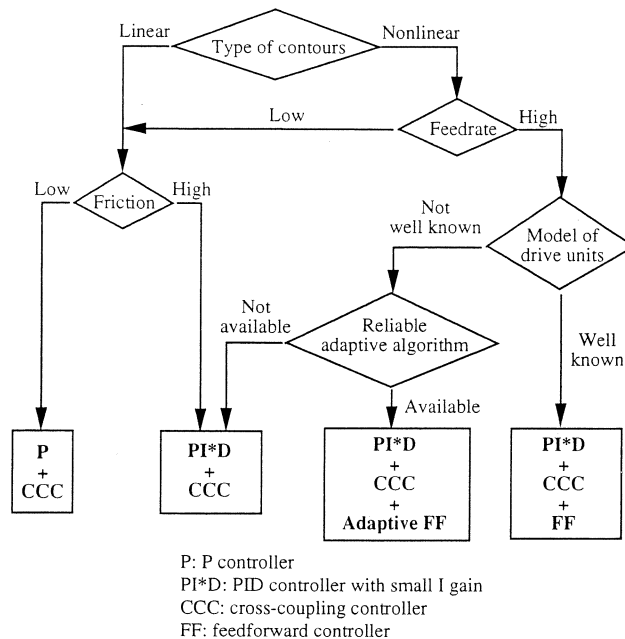 Linear
Type of contours
Nonlinear
Low
Feedrate
High
Low
Friction
High
Not
well known
Model of
drive units
Not
available
Reliable
adaptive algorithm
Well
known
Available
P
+
CCC
PI*D
+
CCC
PI*D
+
CCC
+
Adaptive FF
PI*D
+
CCC
+
FF
P: P controller
PI*D: PID controller with small I gain
CCC: cross-coupling controller
FF: feedforward controller